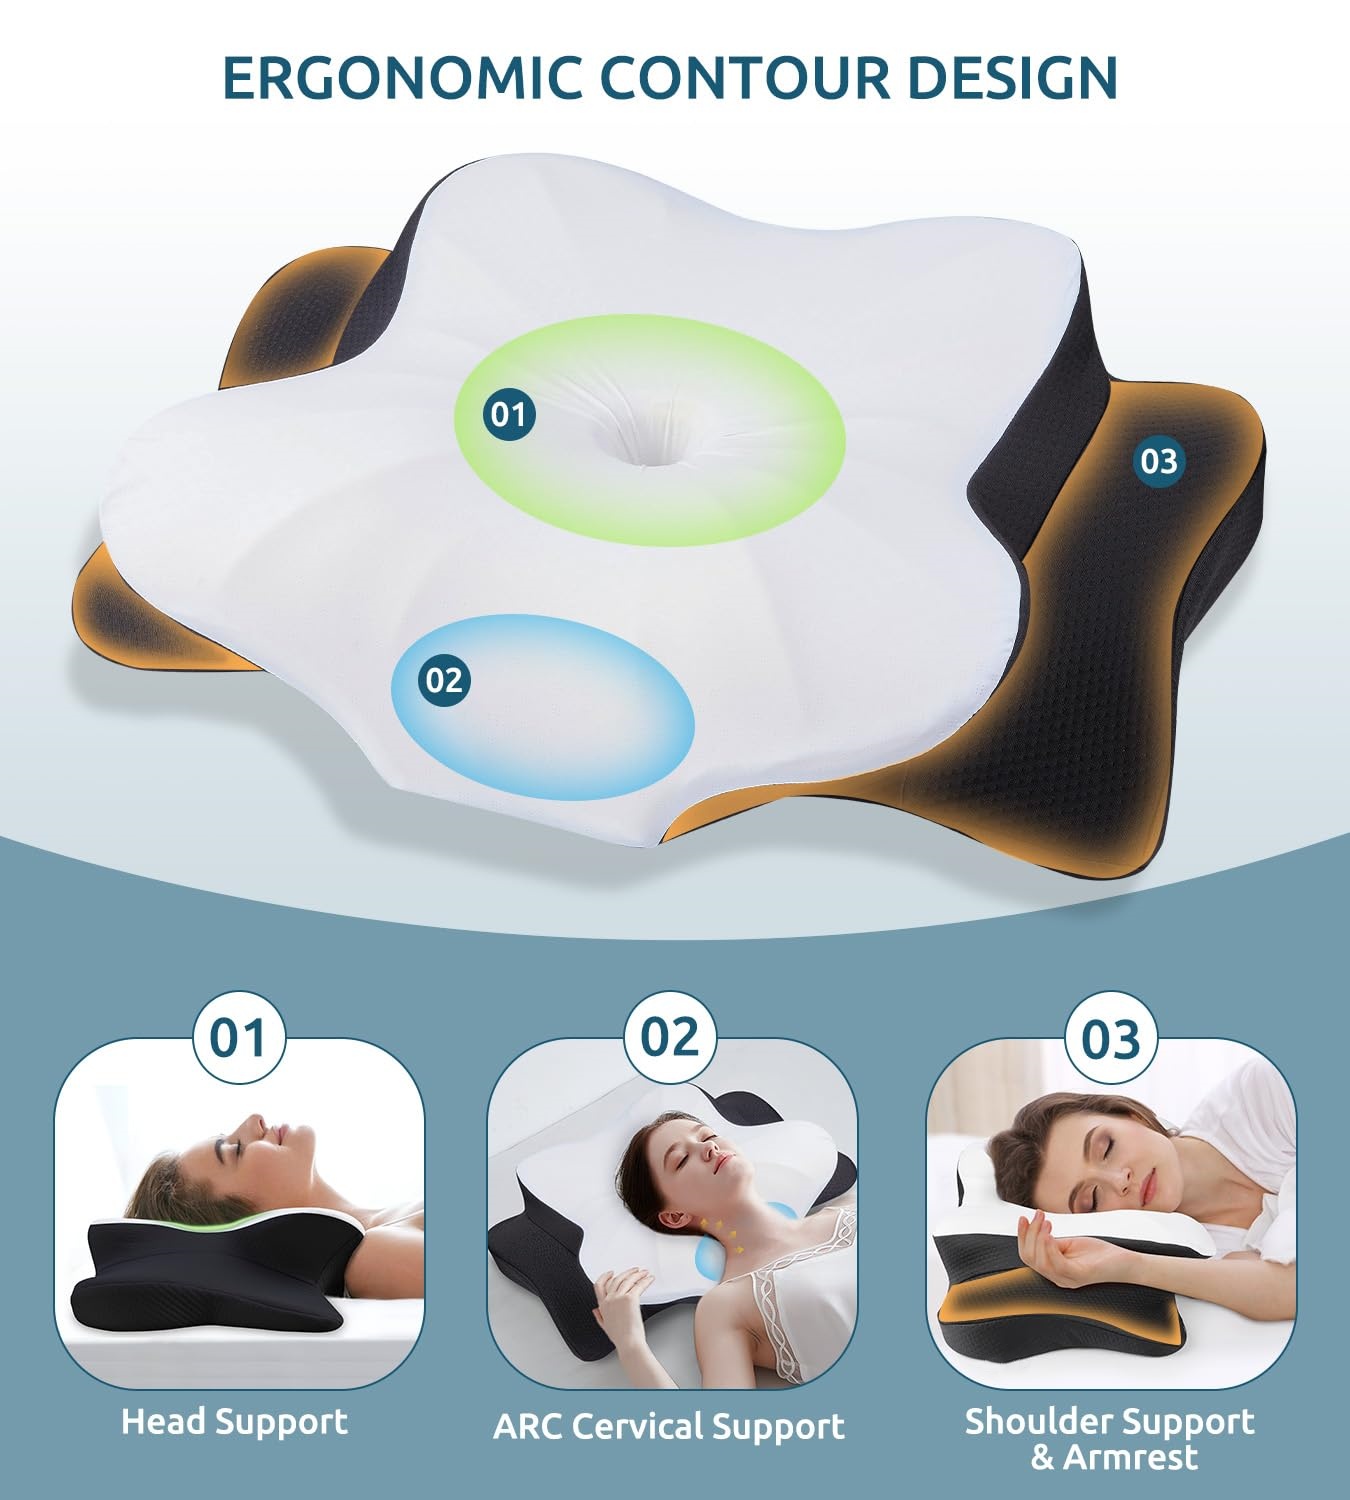 ERGONOMIC CONTOUR DESIGN
01
02
03
01
02
03
Head Support
ARC Cervical Support
Shoulder Support
& Armrest